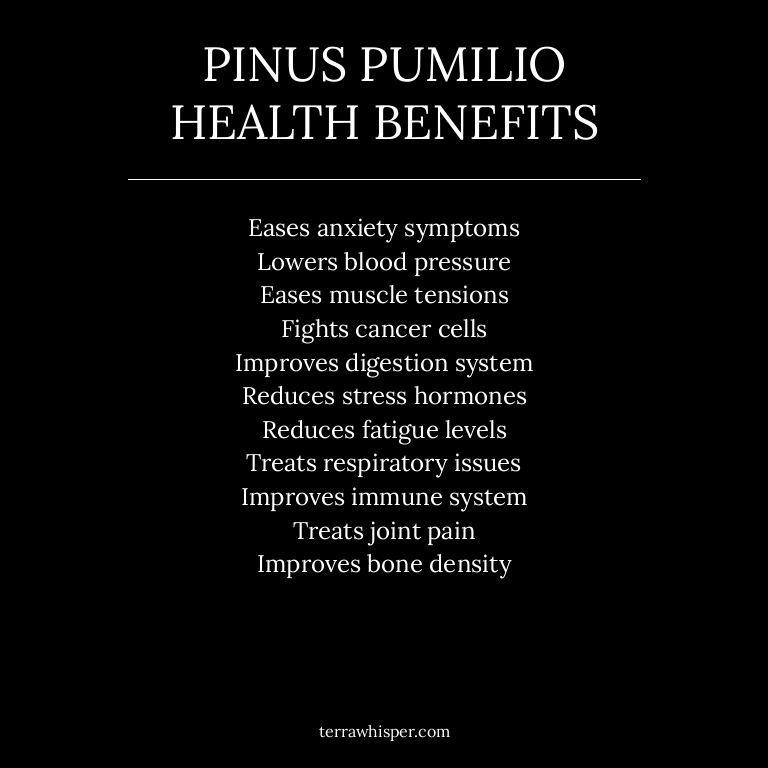 PINUS PUMILIO
HEALTH BENEFITS
Eases anxiety symptoms
Lowers blood pressure
Eases muscle tensions
Fights cancer cells
Improves digestion system
Reduces stress hormones
Reduces fatigue levels
Treats respiratory issues
Improves immune system
Treats joint pain
Improves bone density
terrawhisper.com